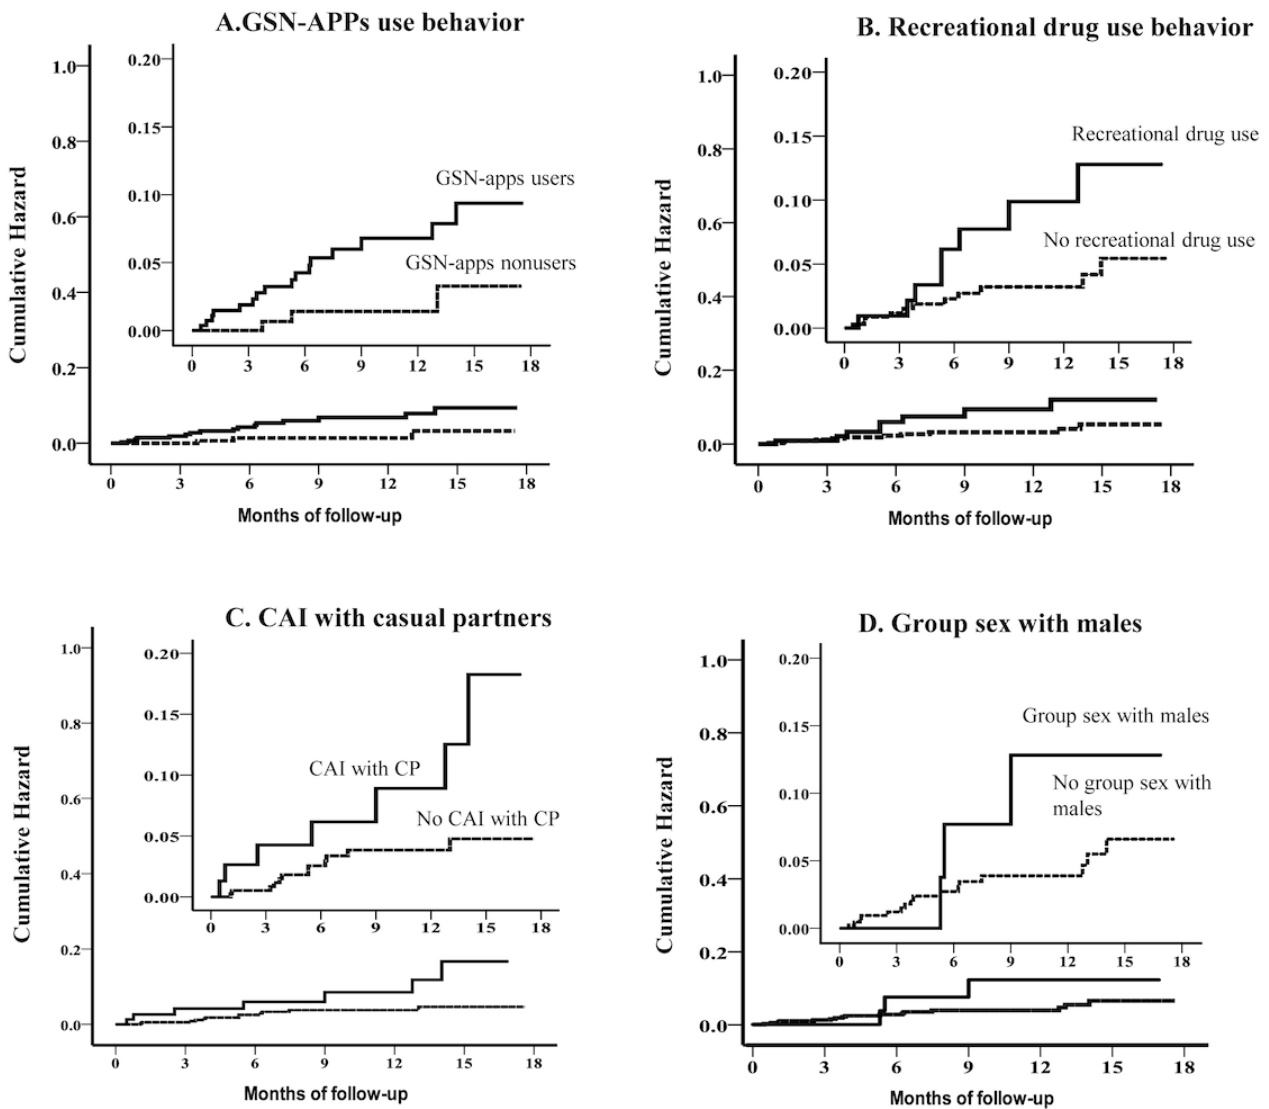 A.GSN-APPs use behavior
Cumulative Hazard
1.0
0.8
0.6
0.4
0.2
0.0
0.20
0.15
0.10
0.05
0.00
GSN-apps users
GSN-apps nonusers
0 3 6 9 12 15 18
0 3 6 9 12 15 18
Months of follow-up
B. Recreational drug use behavior
Cumulative Hazard
1.0
0.8
0.6
0.4
0.2
0.0
0.20
0.15
0.10
0.05
0.00
Recreational drug use
No recreational drug use
0 3 6 9 12 15 18
0 3 6 9 12 15 18
Months of follow-up
C. CAI with casual partners
Cumulative Hazard
1.0
0.8
0.6
0.4
0.2
0.0
0.20
0.15
0.10
0.05
0.00
CAI with CP
No CAI with CP
0 3 6 9 12 15 18
0 3 6 9 12 15 18
Months of follow-up
D. Group sex with males
Cumulative Hazard
1.0
0.8
0.6
0.4
0.2
0.0
0.20
0.15
0.10
0.05
0.00
Group sex with males
No group sex with
males
0 3 6 9 12 15 18
0 3 6 9 12 15 18
Months of follow-up